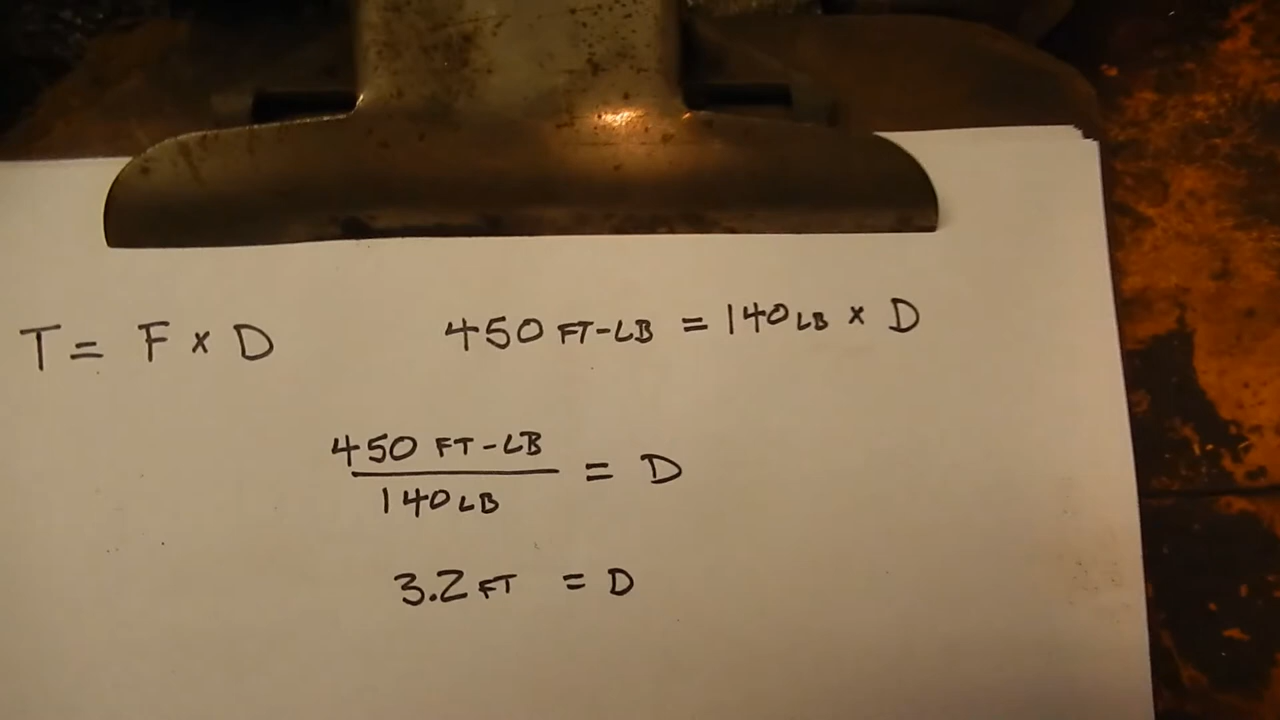 T = F × D
450 FT-LB = 140 LB × D
450 FT-LB
140 LB
= D
3.2 FT = D